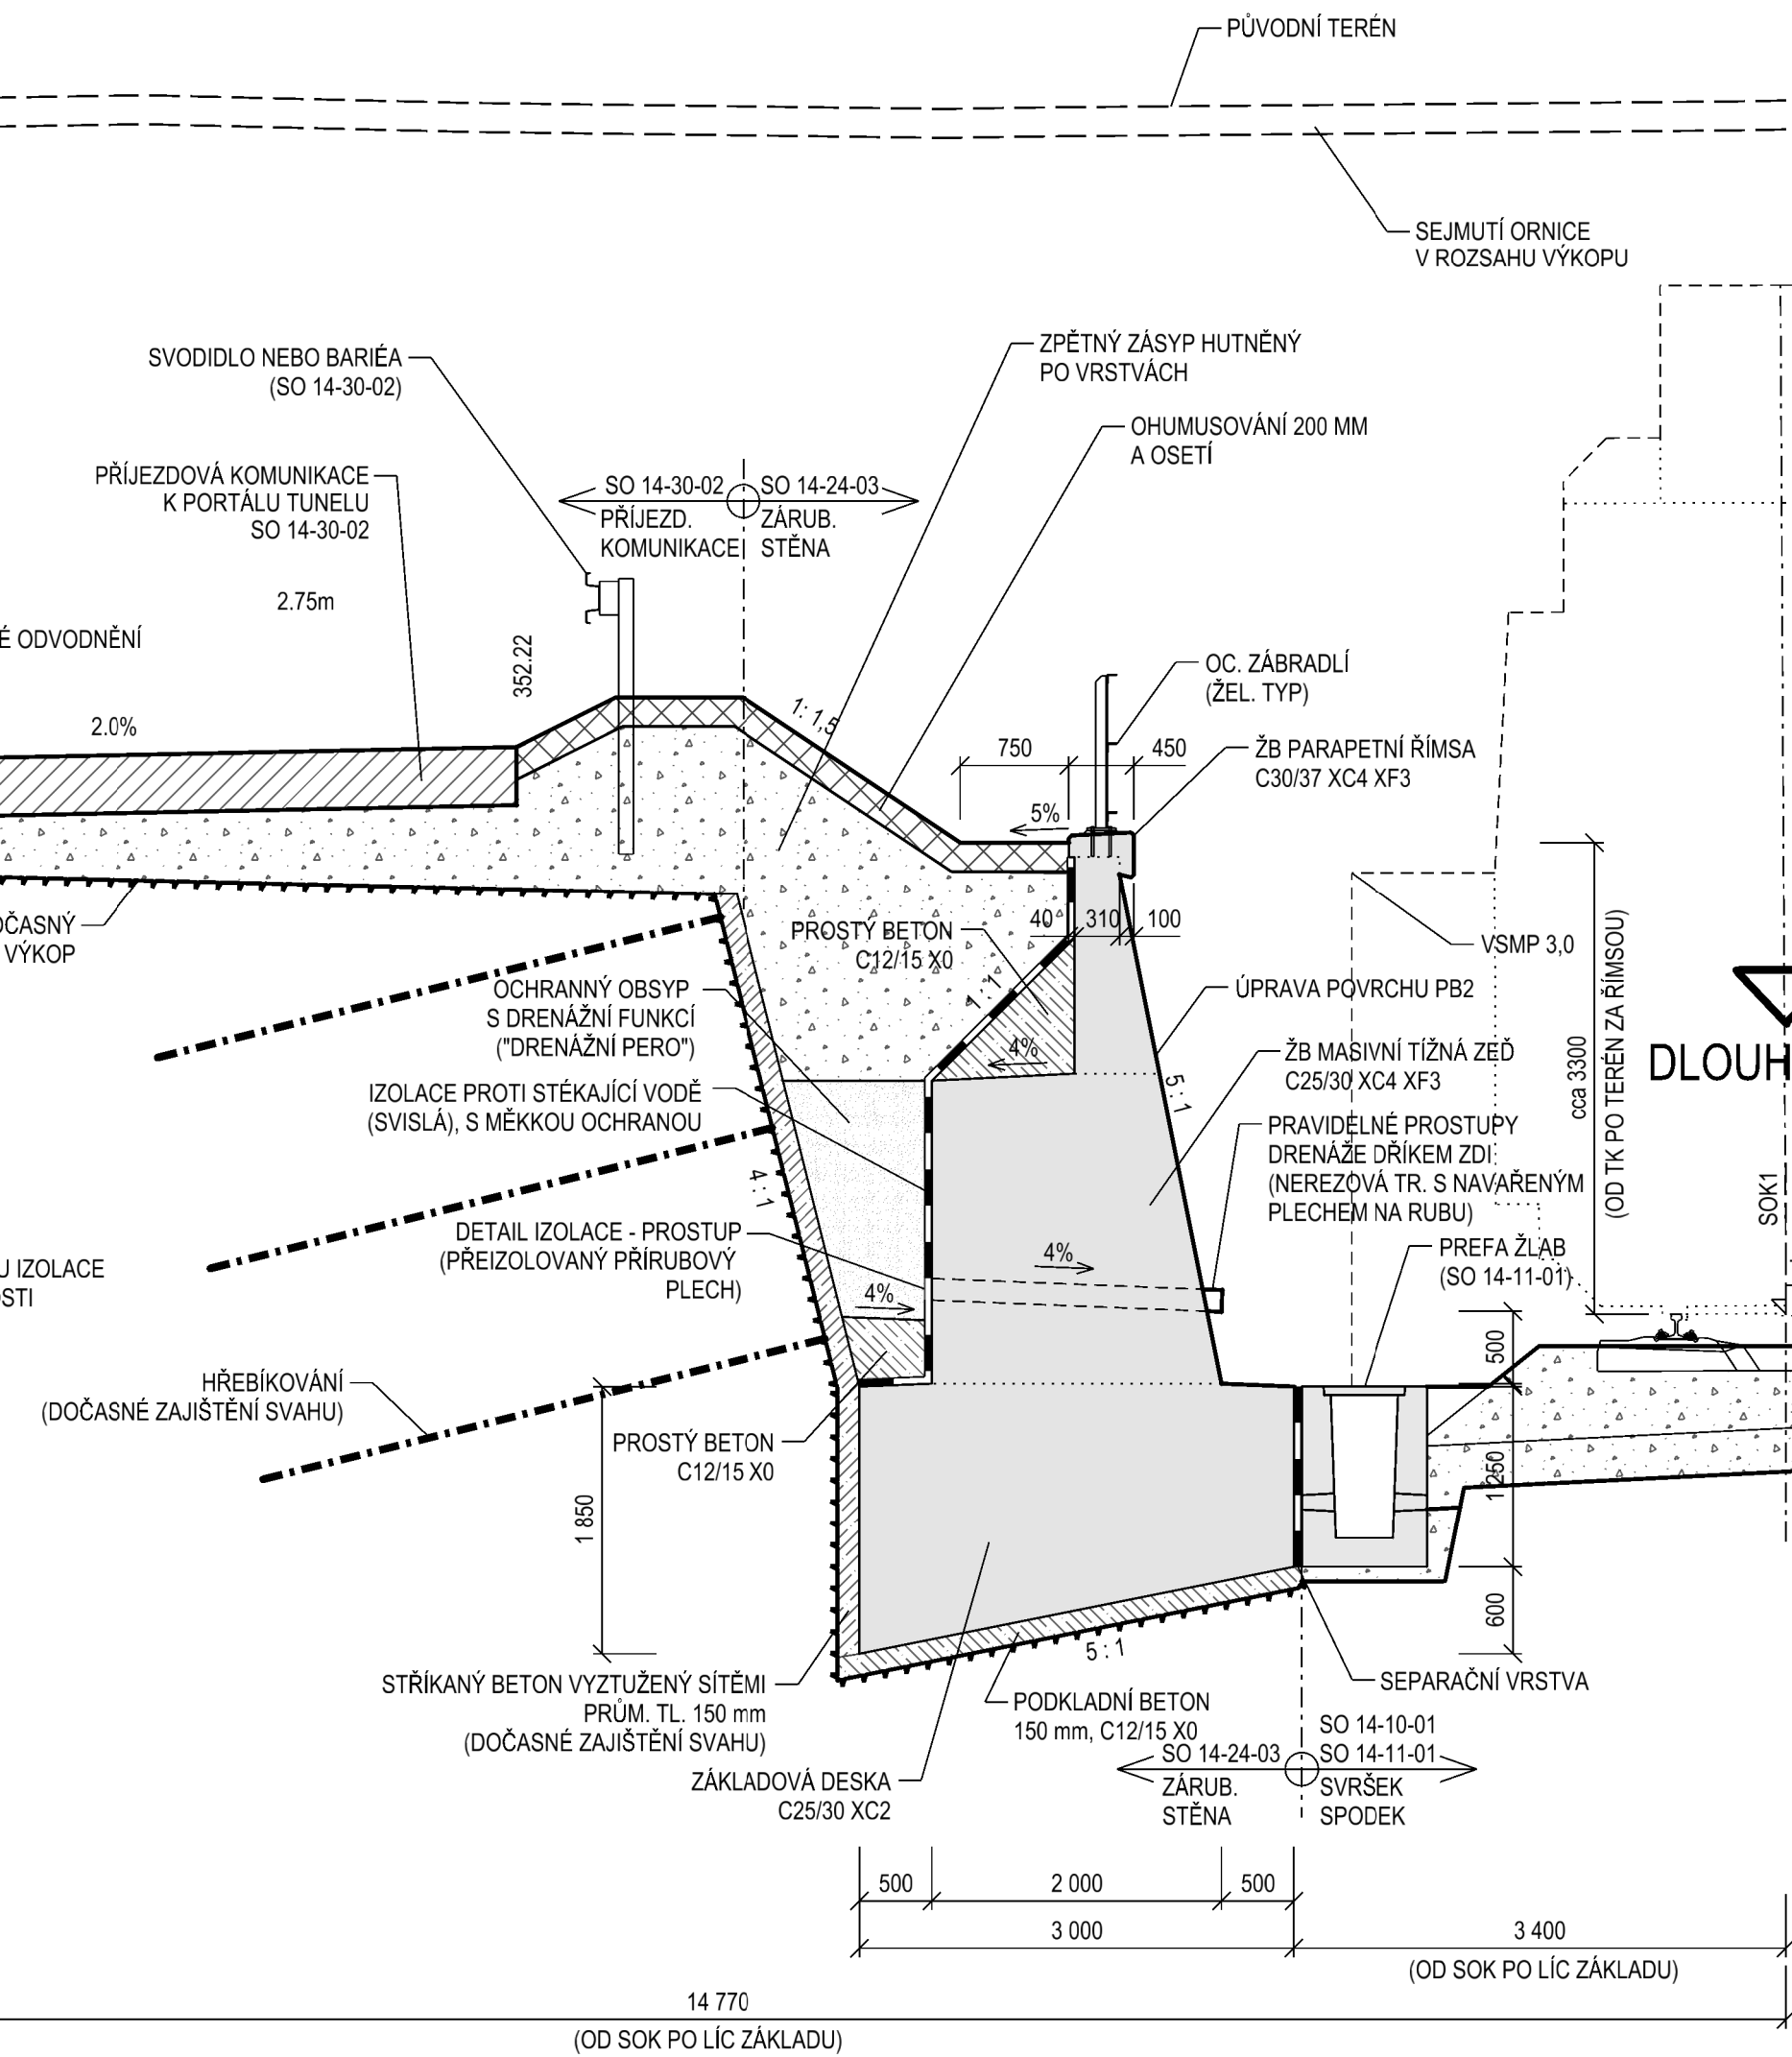 PŮVODNÍ TERÉN
SEJMUTÍ ORNICE
V ROZSAHU VÝKOPU
SVODIDLO NEBO BARIÉA
(SO 14-30-02)
ZPĚTNÝ ZÁSYP HUTNĚNÝ
PO VRSTVÁCH
OHUMUSOVÁNÍ 200 MM
A OSETÍ
PŘÍJEZDOVÁ KOMUNIKACE
K PORTÁLU TUNELU
SO 14-30-02
SO 14-30-02
PŘÍJEZD.
KOMUNIKACE
SO 14-24-03
ZÁRUB.
STĚNA
2.75m
É ODVODNĚNÍ
352.22
2.0%
1: 1,5
OC. ZÁBRADLÍ
(ŽEL. TYP)
750
450
ŽB PARAPETNÍ ŘÍMSA
C30/37 XC4 XF3
5%
OČASNÝ
VÝKOP
40
310
100
PROSTÝ BETON
C12/15 X0
VSMP 3,0
OCHRANNÝ OBSYP
S DRENÁŽNÍ FUNKCÍ
("DRENÁŽNÍ PERO")
1 : 1
4%
ÚPRAVA POVRCHU PB2
cca 3300
(OD TK PO TERÉN ZA ŘÍMSOU)
DLOUH
ŽB MASIVNÍ TÍŽNÁ ZEĎ
C25/30 XC4 XF3
5 : 1
IZOLACE PROTI STÉKAJÍCÍ VODĚ
(SVISLÁ), S MĚKKOU OCHRANOU
PRAVIDELNÉ PROSTUPY
DRENÁŽE DŘÍKEM ZDI
(NEREZOVÁ TR. S NAVAŘENÝM
PLECHEM NA RUBU)
4 : 1
SOK1
DETAIL IZOLACE - PROSTUP
(PŘEIZOLOVANÝ PŘÍRUBOVÝ
PLECH)
4%
4%
PREFA ŽLAB
(SO 14-11-01)
U IZOLACE
OSTI
HŘEBÍKOVÁNÍ
(DOČASNÉ ZAJIŠTĚNÍ SVAHU)
500
PROSTÝ BETON
C12/15 X0
1 850
1 250
600
5 : 1
STŘÍKANÝ BETON VYZTUŽENÝ SÍTĚMI
PRŮM. TL. 150 mm
(DOČASNÉ ZAJIŠTĚNÍ SVAHU)
SEPARAČNÍ VRSTVA
PODKLADNÍ BETON
150 mm, C12/15 X0
ZÁKLADOVÁ DESKA
C25/30 XC2
SO 14-24-03
ZÁRUB.
STĚNA
SO 14-10-01
SO 14-11-01
SVRŠEK
SPODEK
500
2 000
500
3 000
3 400
(OD SOK PO LÍC ZÁKLADU)
14 770
(OD SOK PO LÍC ZÁKLADU)